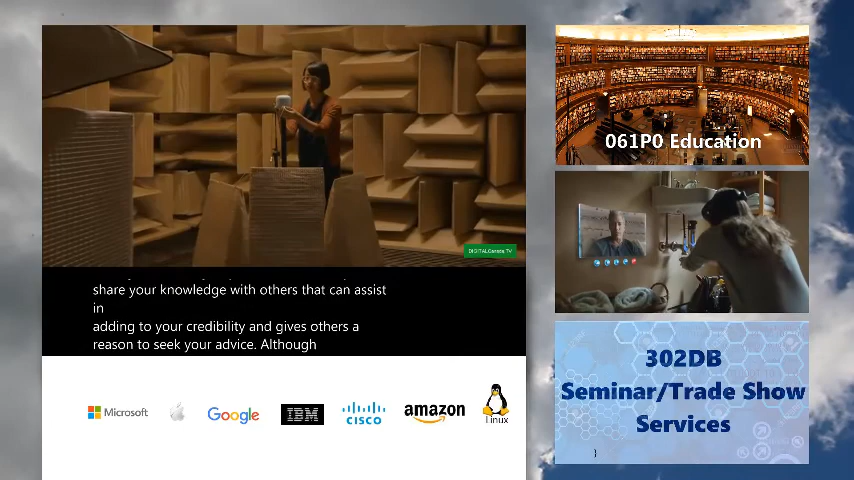 DIGITALCanada.TV
share your knowledge with others that can assist
in
adding to your credibility and gives others a
reason to seek your advice. Although
Microsoft
Google
IBM
CISCO
amazon
Linux
061P0 Education
302DB
Seminar/Trade Show
Services
}